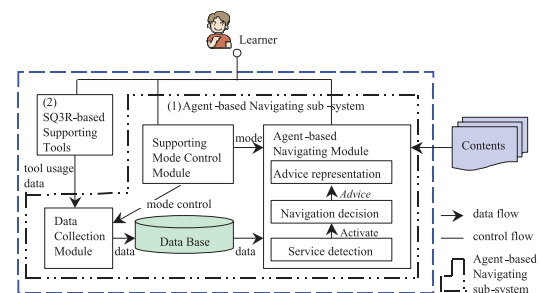 Learner
(2)
SQ3R-based
Supporting
Tools
(1)Agent-based Navigating sub-system
Supporting
Mode Control
Module
mode
Agent-based
Navigating Module
Advice representation
Advice
Navigation decision
Activate
Service detection
Contents
tool usage
data
mode control
Data
Collection
Module
data
Data Base
data
data flow
control flow
Agent-based
Navigating
sub-system